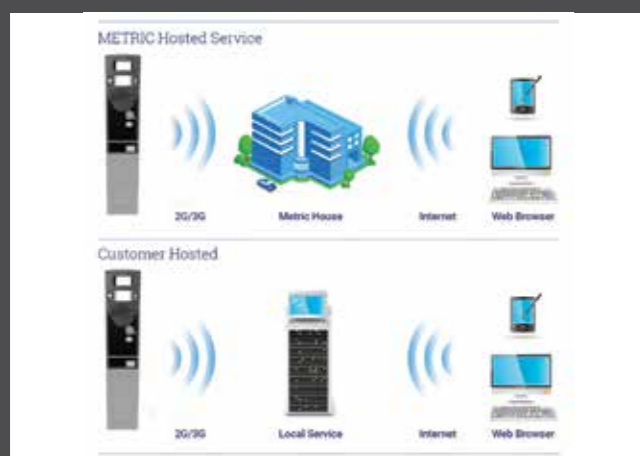 METRIC Hosted Service
2G/3G Metric House Internet Web Browser
Customer Hosted
2G/3G Local Service Internet Web Browser